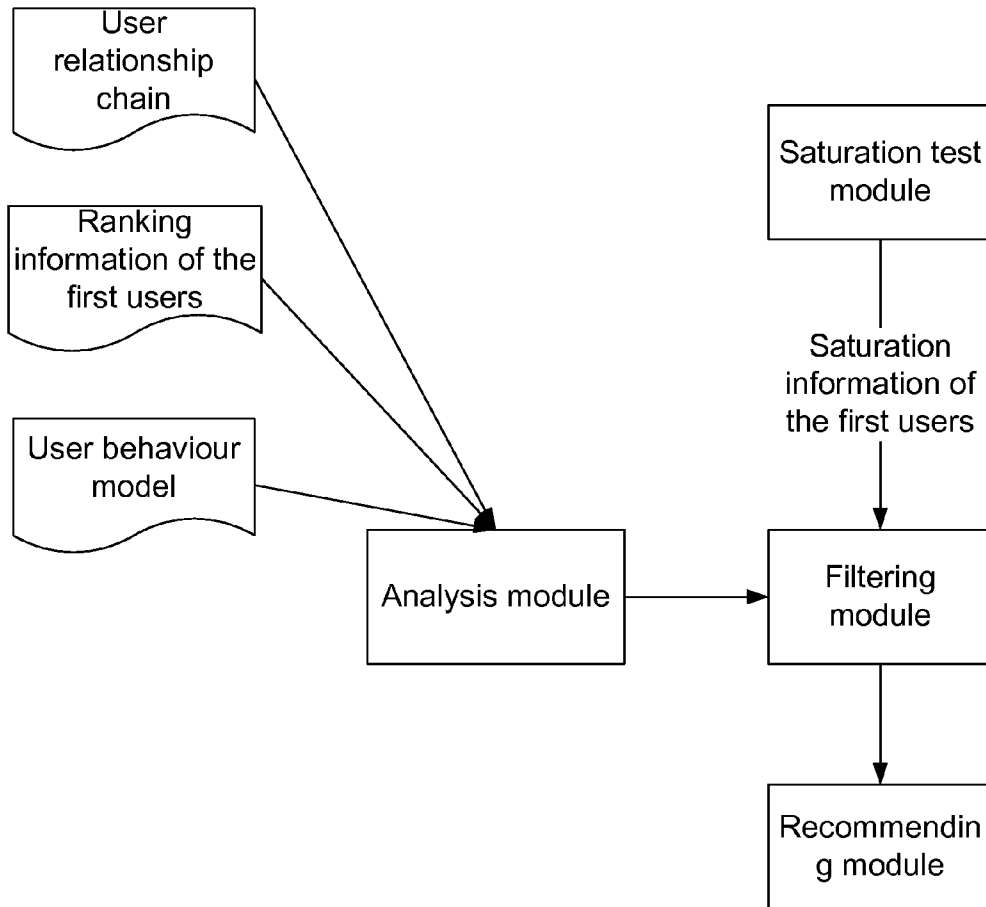 User
relationship
chain
Ranking
information of the
first users
User behaviour
model
Saturation test
module
Saturation
information of
the first users
Analysis module
Filtering
module
Recommendin
g module